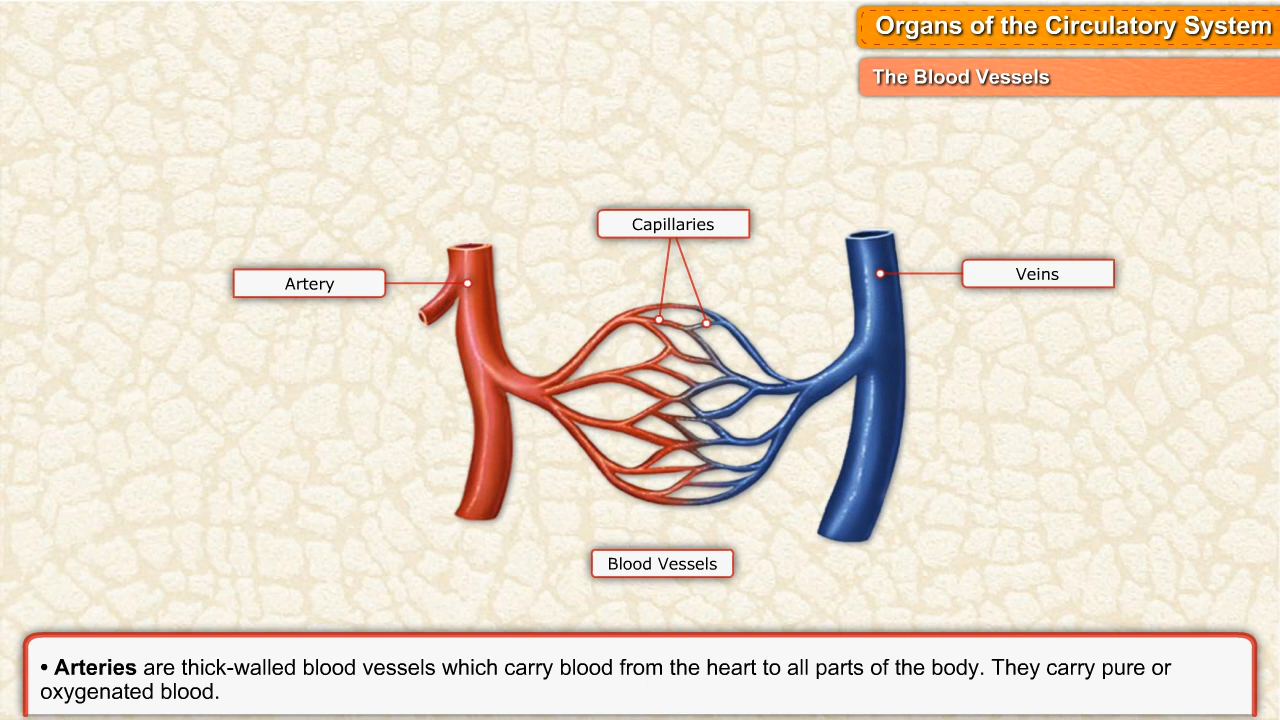 Organs of the Circulatory System
The Blood Vessels
Capillaries
Artery
Veins
Blood Vessels
• Arteries are thick-walled blood vessels which carry blood from the heart to all parts of the body. They carry pure or
oxygenated blood.